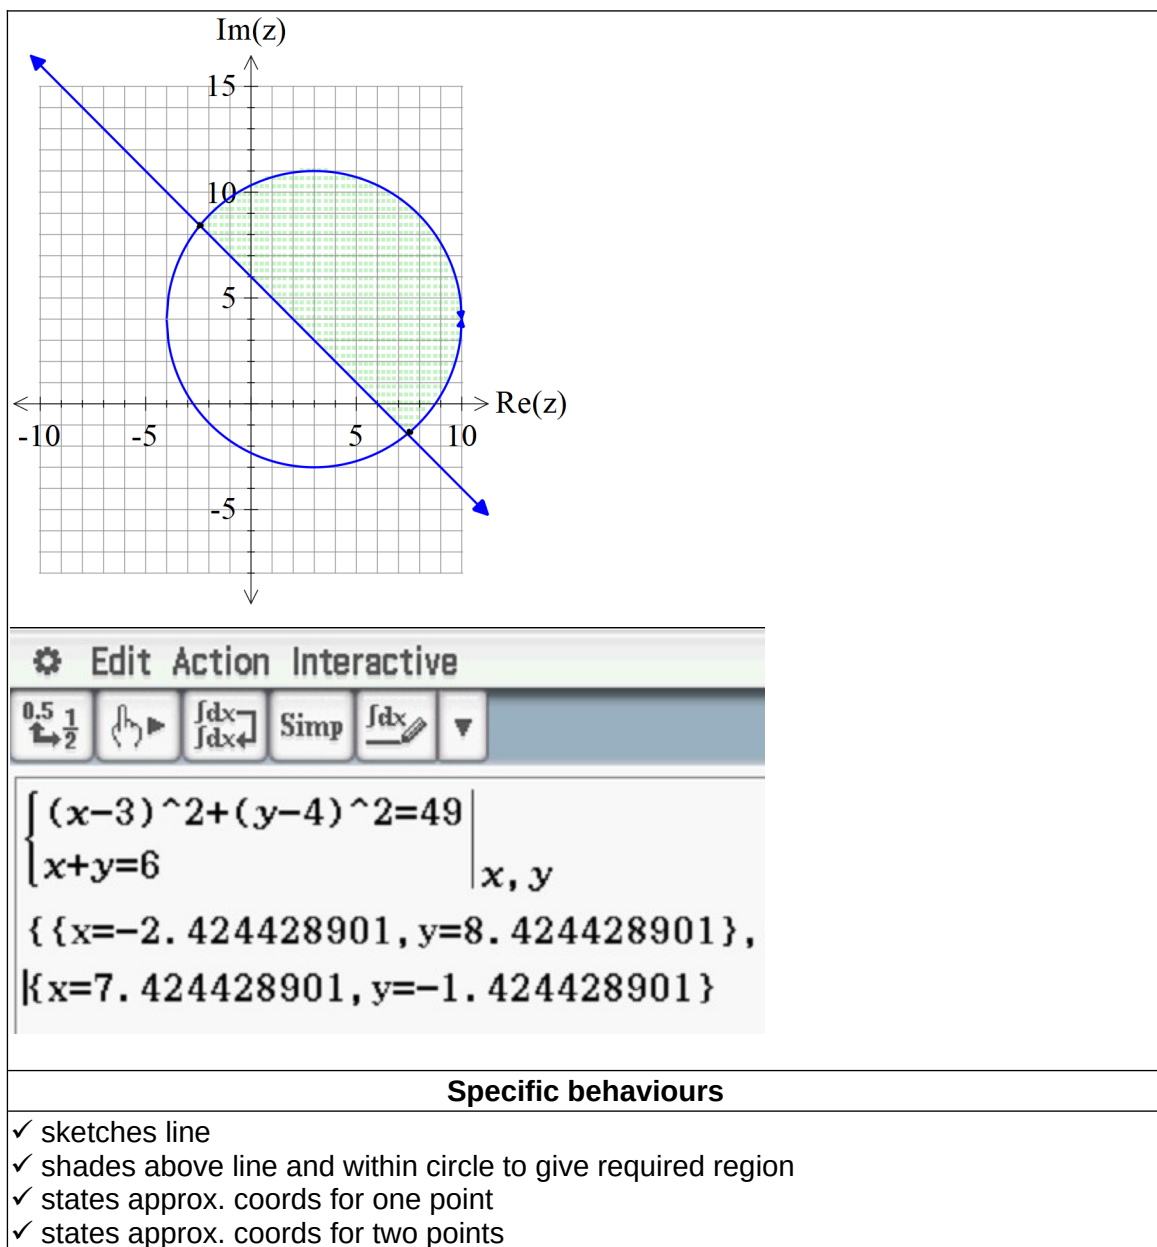 Im(z)
15
10
5
Re(z)
-10 -5 5 10
-5
Edit Action Interactive
0.5 1 2 ∫dx ∫dx Simp ∫dx ▼
(x−3)^2+(y−4)^2=49
x+y=6
x, y
{{x=−2.424428901, y=8.424428901},
{x=7.424428901, y=−1.424428901}
Specific behaviours
✓ sketches line
✓ shades above line and within circle to give required region
✓ states approx. coords for one point
✓ states approx. coords for two points